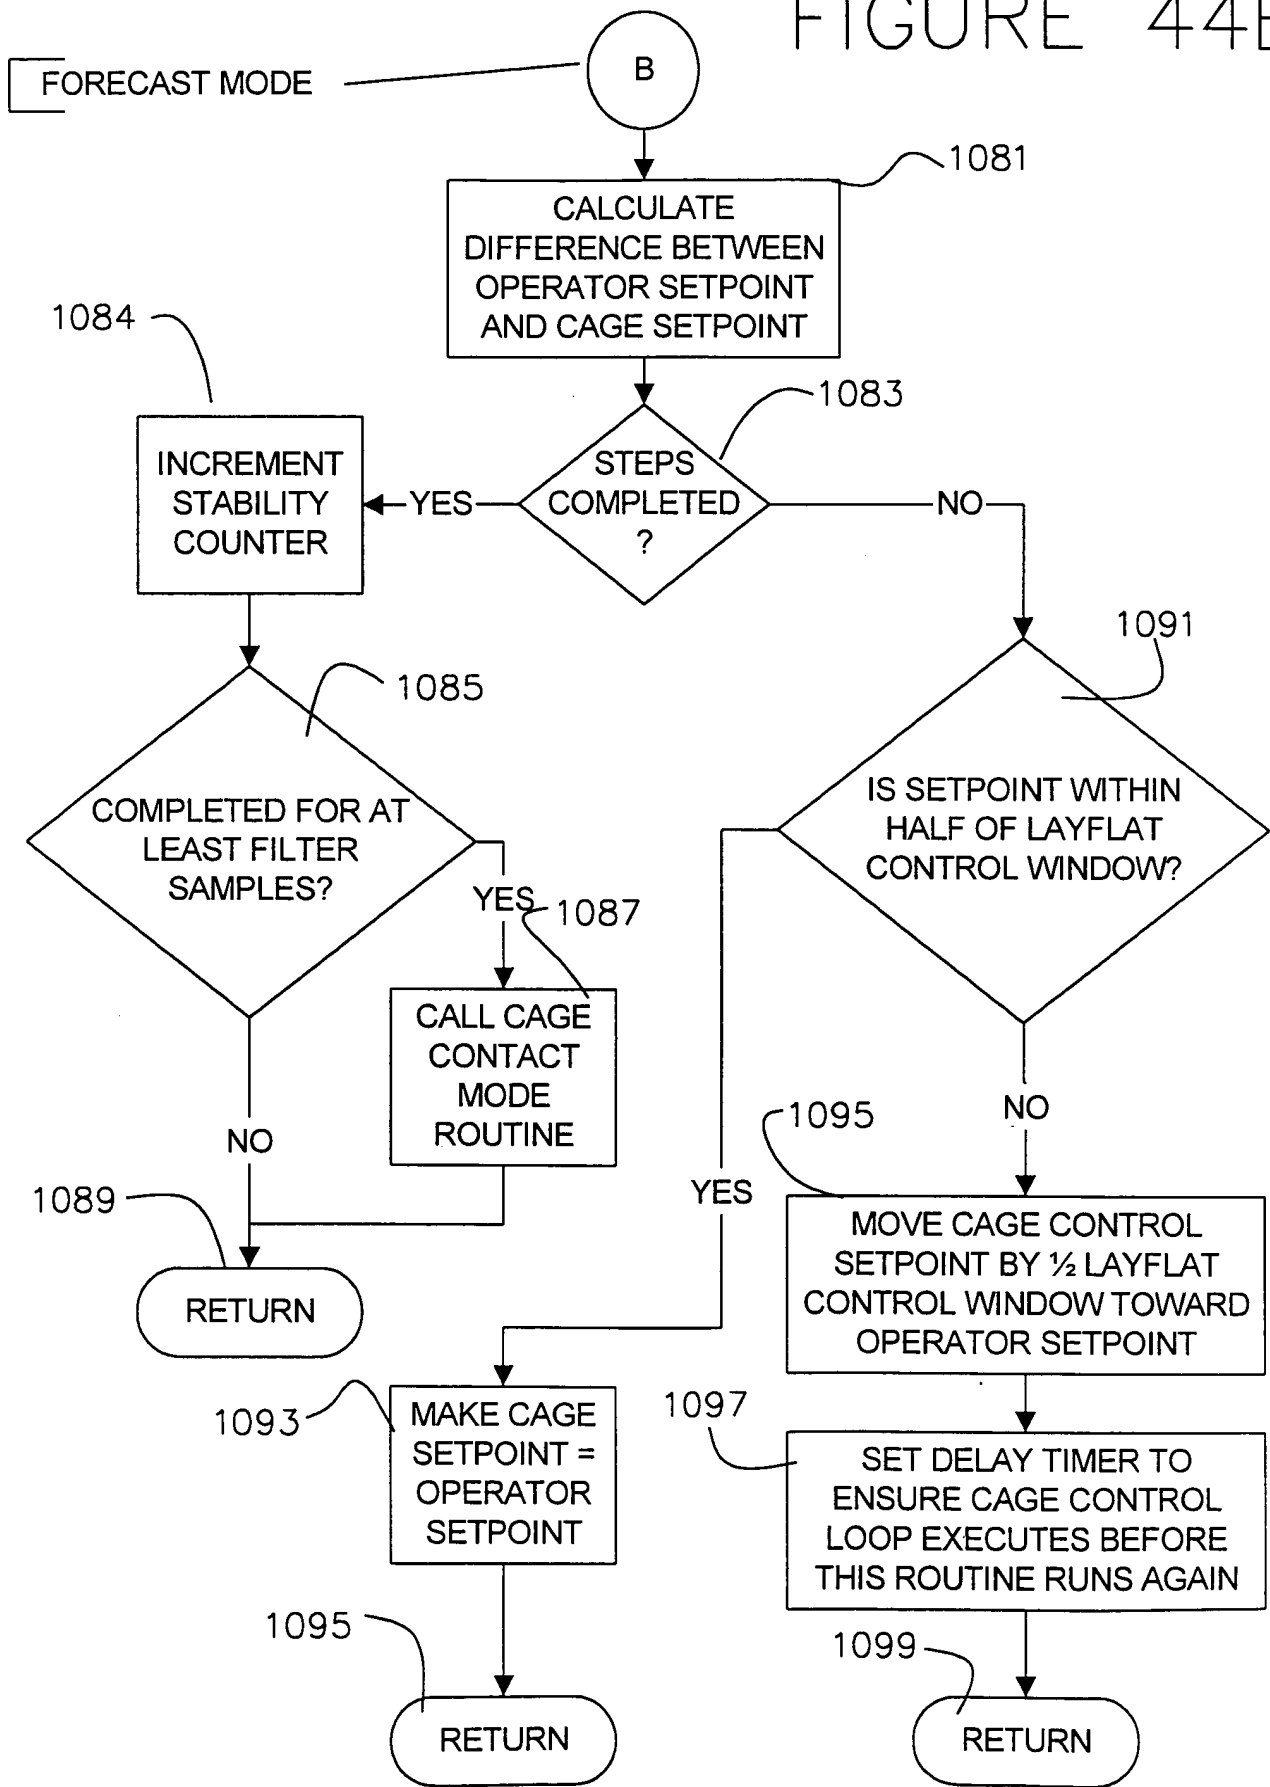 FIGURE 44B
FORECAST MODE
B
1081
CALCULATE
DIFFERENCE BETWEEN
OPERATOR SETPOINT
AND CAGE SETPOINT
1084
1083
INCREMENT
STABILITY
COUNTER
YES
STEPS
COMPLETED
?
NO
1091
1085
COMPLETED FOR AT
LEAST FILTER
SAMPLES?
IS SETPOINT WITHIN
HALF OF LAYFLAT
CONTROL WINDOW?
YES
1087
CALL CAGE
CONTACT
MODE
ROUTINE
NO
NO
1095
YES
1089
RETURN
MOVE CAGE CONTROL
SETPOINT BY ½ LAYFLAT
CONTROL WINDOW TOWARD
OPERATOR SETPOINT
1093
MAKE CAGE
SETPOINT =
OPERATOR
SETPOINT
1097
SET DELAY TIMER TO
ENSURE CAGE CONTROL
LOOP EXECUTES BEFORE
THIS ROUTINE RUNS AGAIN
1095
RETURN
1099
RETURN